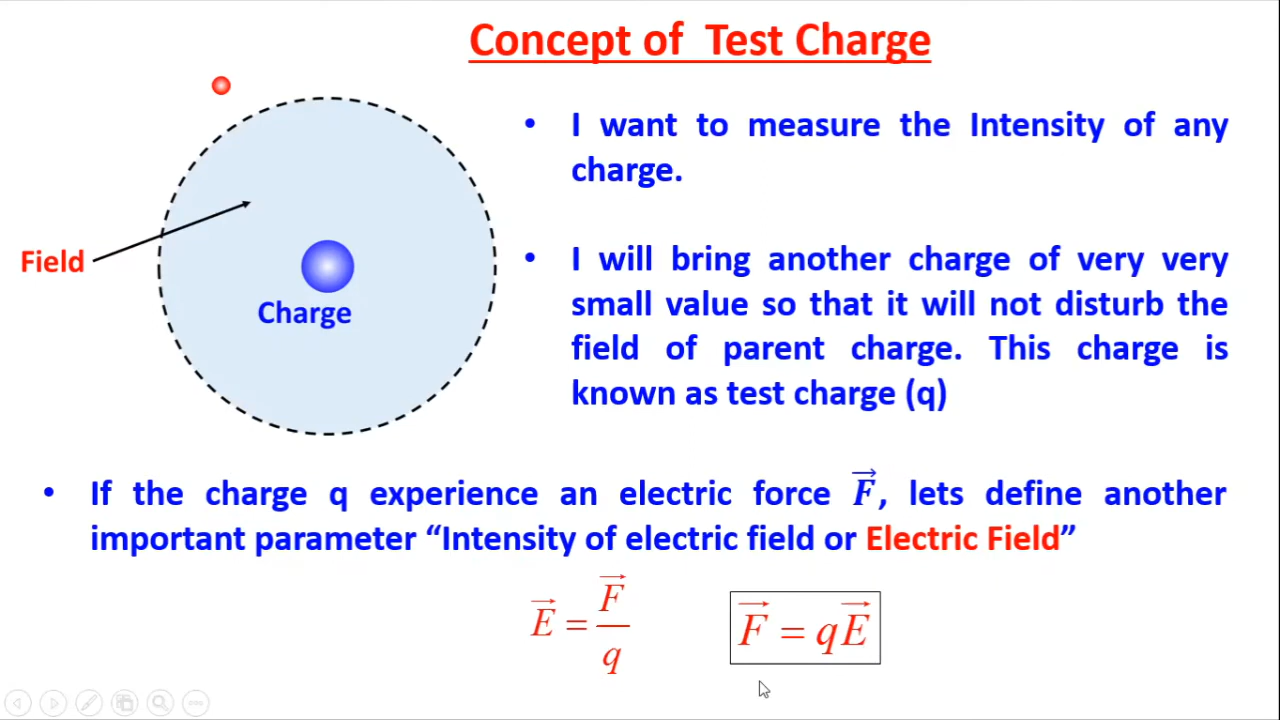 Concept of Test Charge
• I want to measure the Intensity of any
charge.
Field
Charge
• I will bring another charge of very very
small value so that it will not disturb the
field of parent charge. This charge is
known as test charge (q)
• If the charge q experience an electric force F⃗, lets define another
important parameter “Intensity of electric field or Electric Field”
E⃗ = F⃗/q
F⃗ = qE⃗